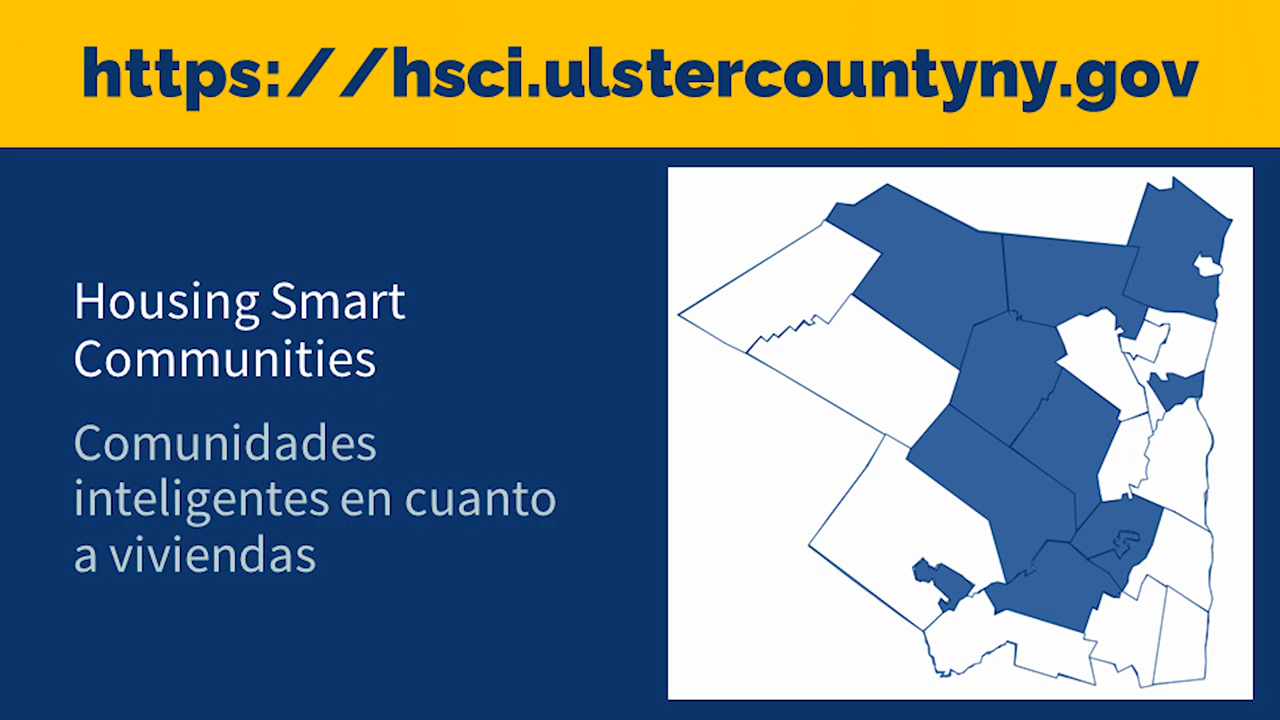 https://hsci.ulstercountyny.gov
Housing Smart
Communities
Comunidades
inteligentes en cuanto
a viviendas